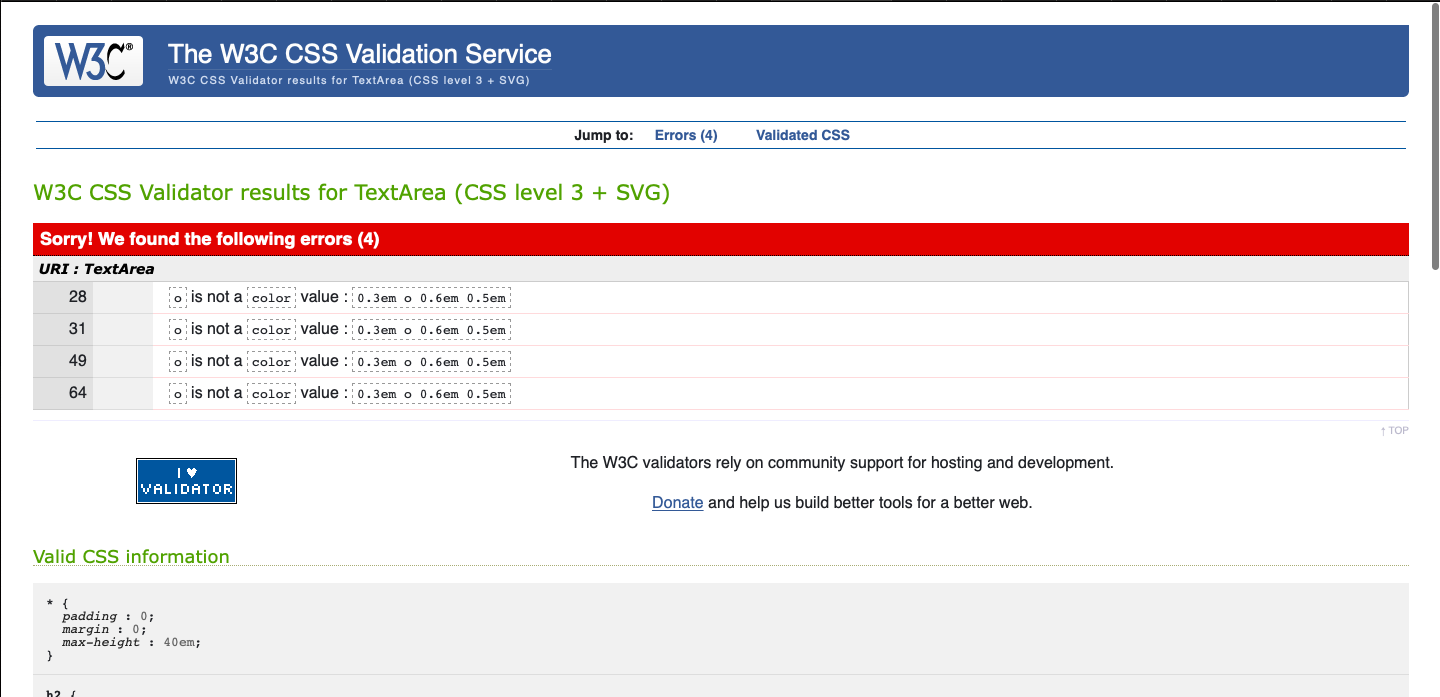 W3C®
The W3C CSS Validation Service
W3C CSS Validator results for TextArea (CSS level 3 + SVG)
Jump to: Errors (4) Validated CSS
W3C CSS Validator results for TextArea (CSS level 3 + SVG)
Sorry! We found the following errors (4)
URI : TextArea
28 o is not a color value : 0.3em o 0.6em 0.5em
31 o is not a color value : 0.3em o 0.6em 0.5em
49 o is not a color value : 0.3em o 0.6em 0.5em
64 o is not a color value : 0.3em o 0.6em 0.5em
↑ TOP
I ♥
VALIDATOR
The W3C validators rely on community support for hosting and development.
Donate and help us build better tools for a better web.
Valid CSS information
* {
padding : 0;
margin : 0;
max-height : 40em;
}
h2 {